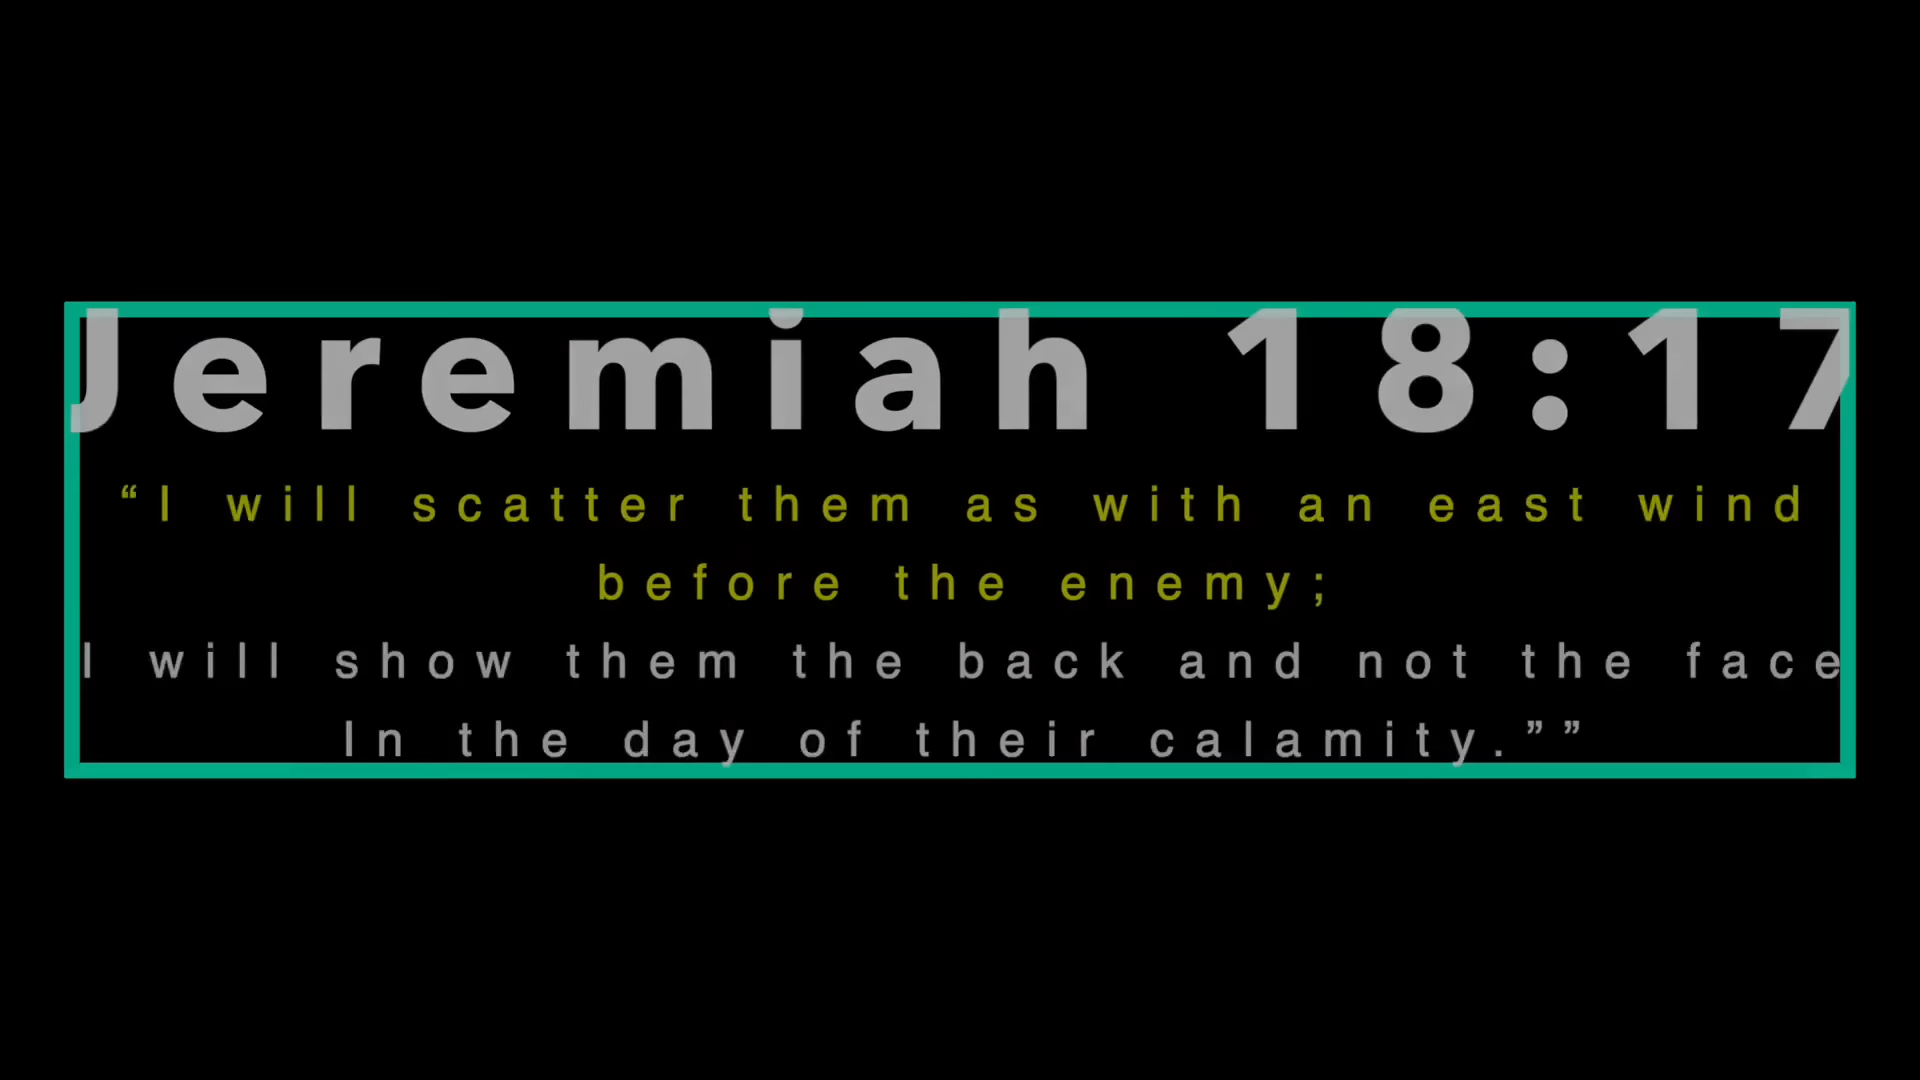 Jeremiah 18:17
“I will scatter them as with an east wind
before the enemy;
I will show them the back and not the face
In the day of their calamity.””